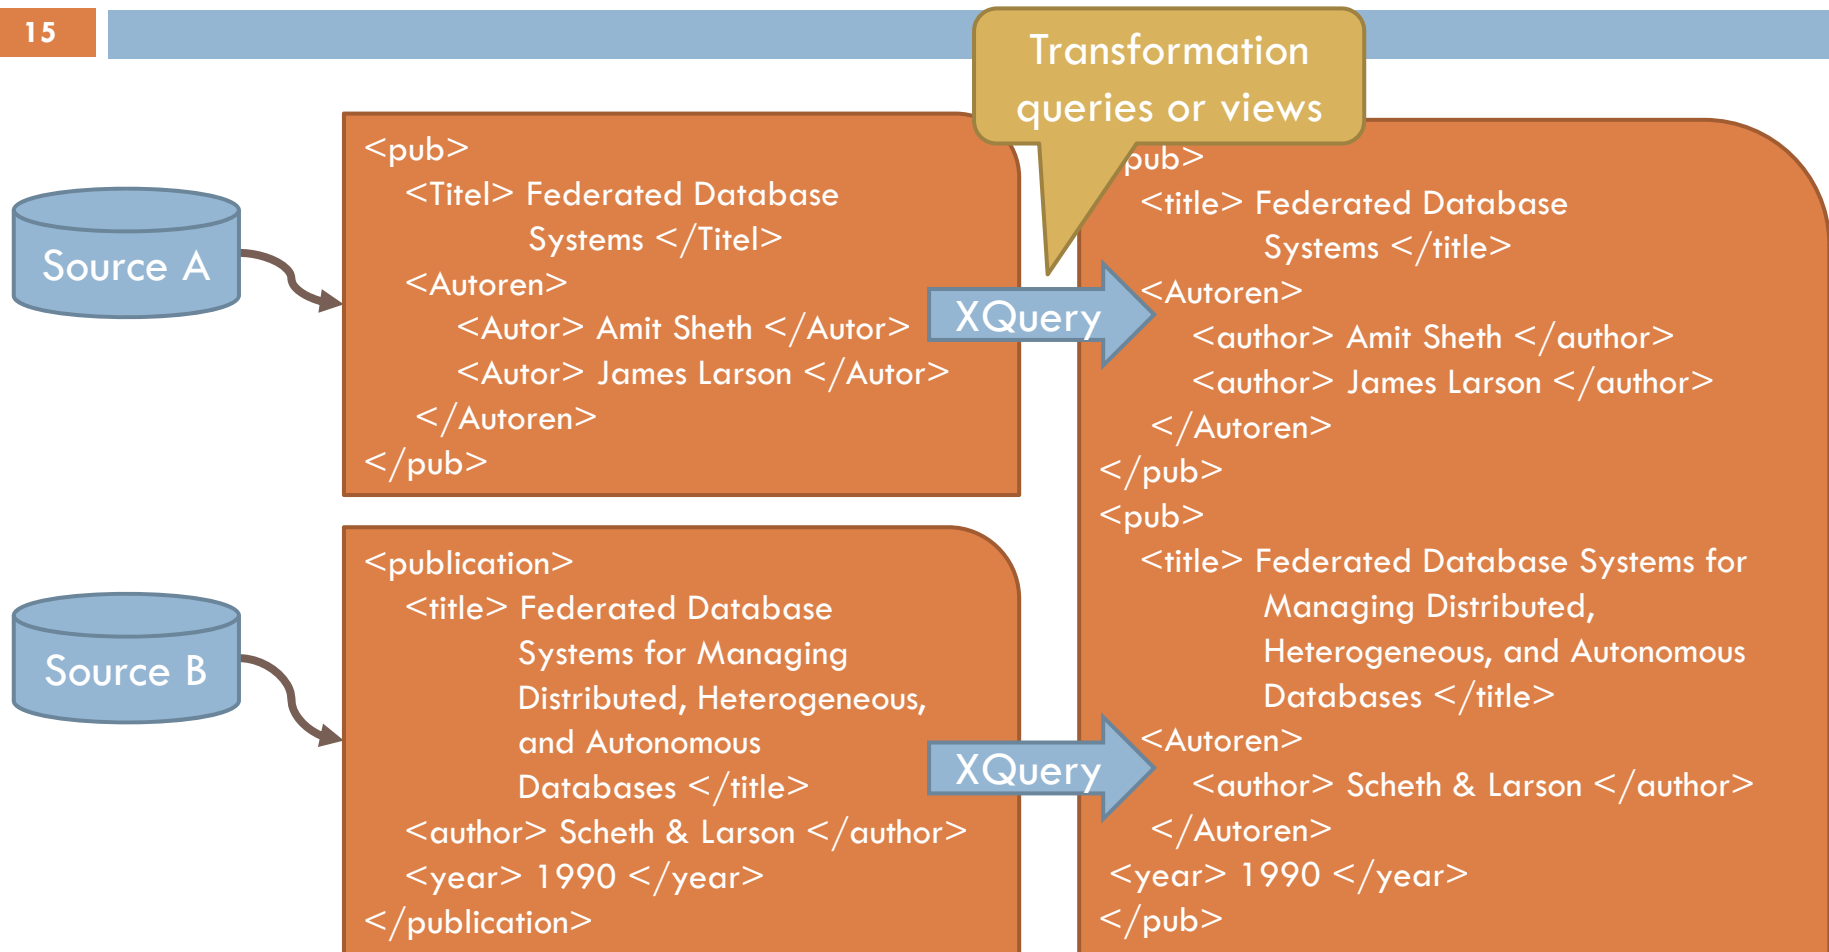 15
Transformation
queries or views
Source A
<pub>
<Titel> Federated Database
Systems </Titel>
<Autoren>
<Autor> Amit Sheth </Autor>
<Autor> James Larson </Autor>
</Autoren>
</pub>
XQuery
pub>
<title> Federated Database
Systems </title>
<Autoren>
<author> Amit Sheth </author>
<author> James Larson </author>
</Autoren>
</pub>
<pub>
<title> Federated Database Systems for
Managing Distributed,
Heterogeneous, and Autonomous
Databases </title>
<Autoren>
<author> Scheth & Larson </author>
</Autoren>
<year> 1990 </year>
</pub>
Source B
<publication>
<title> Federated Database
Systems for Managing
Distributed, Heterogeneous,
and Autonomous
Databases </title>
<author> Scheth & Larson </author>
<year> 1990 </year>
</publication>
XQuery